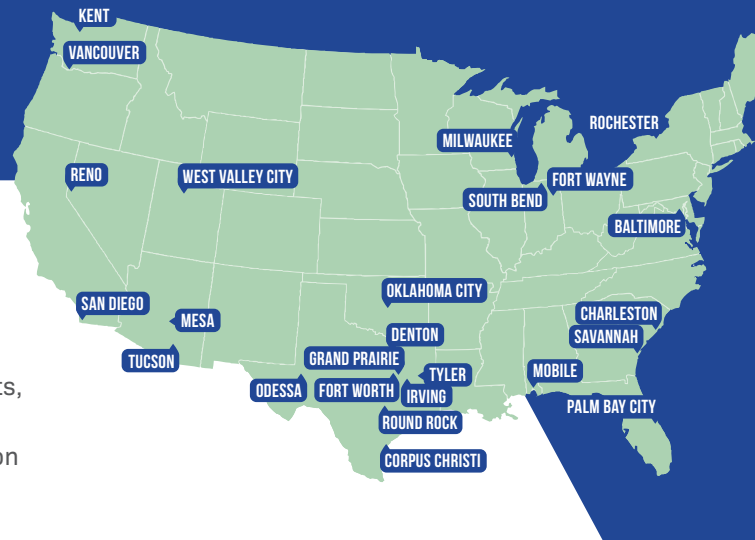 KENT
VANCOUVER
ROCHESTER
MILWAUKEE
RENO
WEST VALLEY CITY
FORT WAYNE
SOUTH BEND
BALTIMORE
OKLAHOMA CITY
SAN DIEGO
CHARLESTON
MESA
DENTON
SAVANNAH
GRAND PRAIRIE
TUCSON
TYLER
MOBILE
ODESSA
FORT WORTH
IRVING
PALM BAY CITY
ROUND ROCK
CORPUS CHRISTI